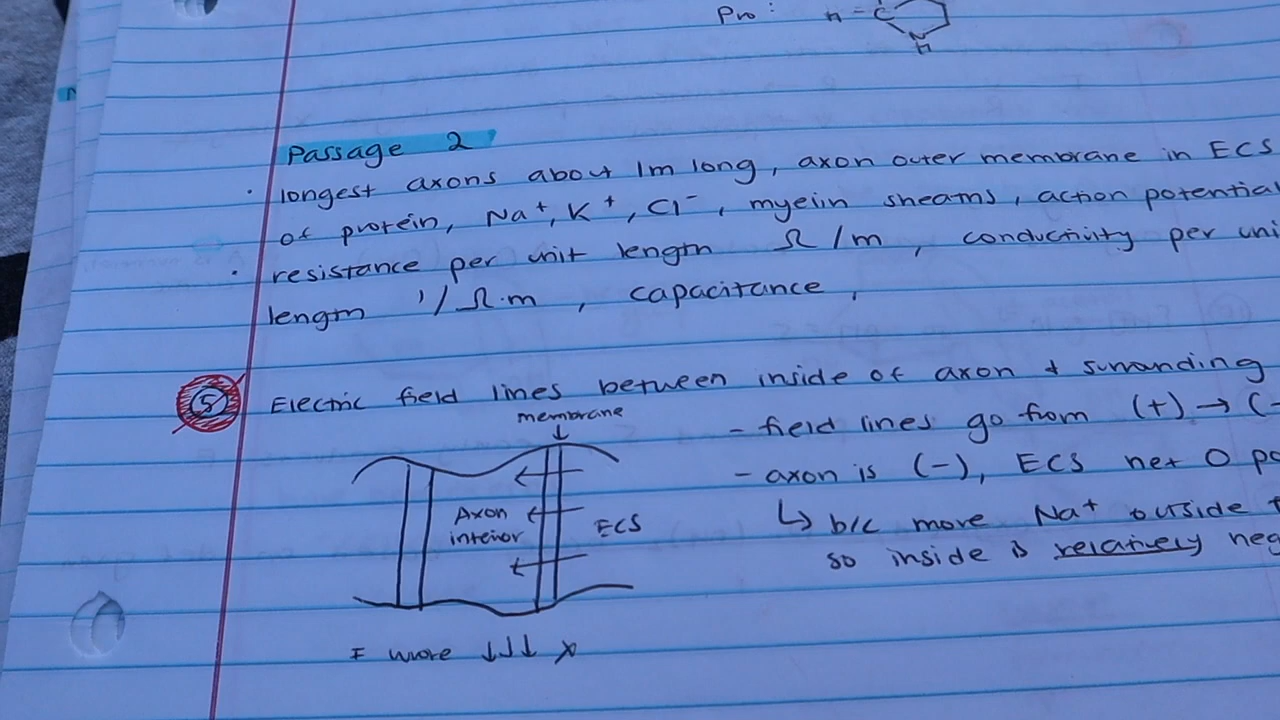 Pro: H - C
N
H
Passage 2
· longest axons about 1m long, axon outer membrane in ECS
of protein, Na⁺, K⁺, Cl⁻, myelin sheaths, action potential
· resistance per unit length Ω/m, conductivity per uni
length 1/Ω·m, capacitance,
⑤ Electric field lines between inside of axon & surranding
membrane
↓
- field lines go from (+) → (-
- axon is (-), ECS net 0 po
Axon interior
ECS
↳ b/c more Na⁺ outside t
so inside is relatively neg
I wrote ↓↓↓ x